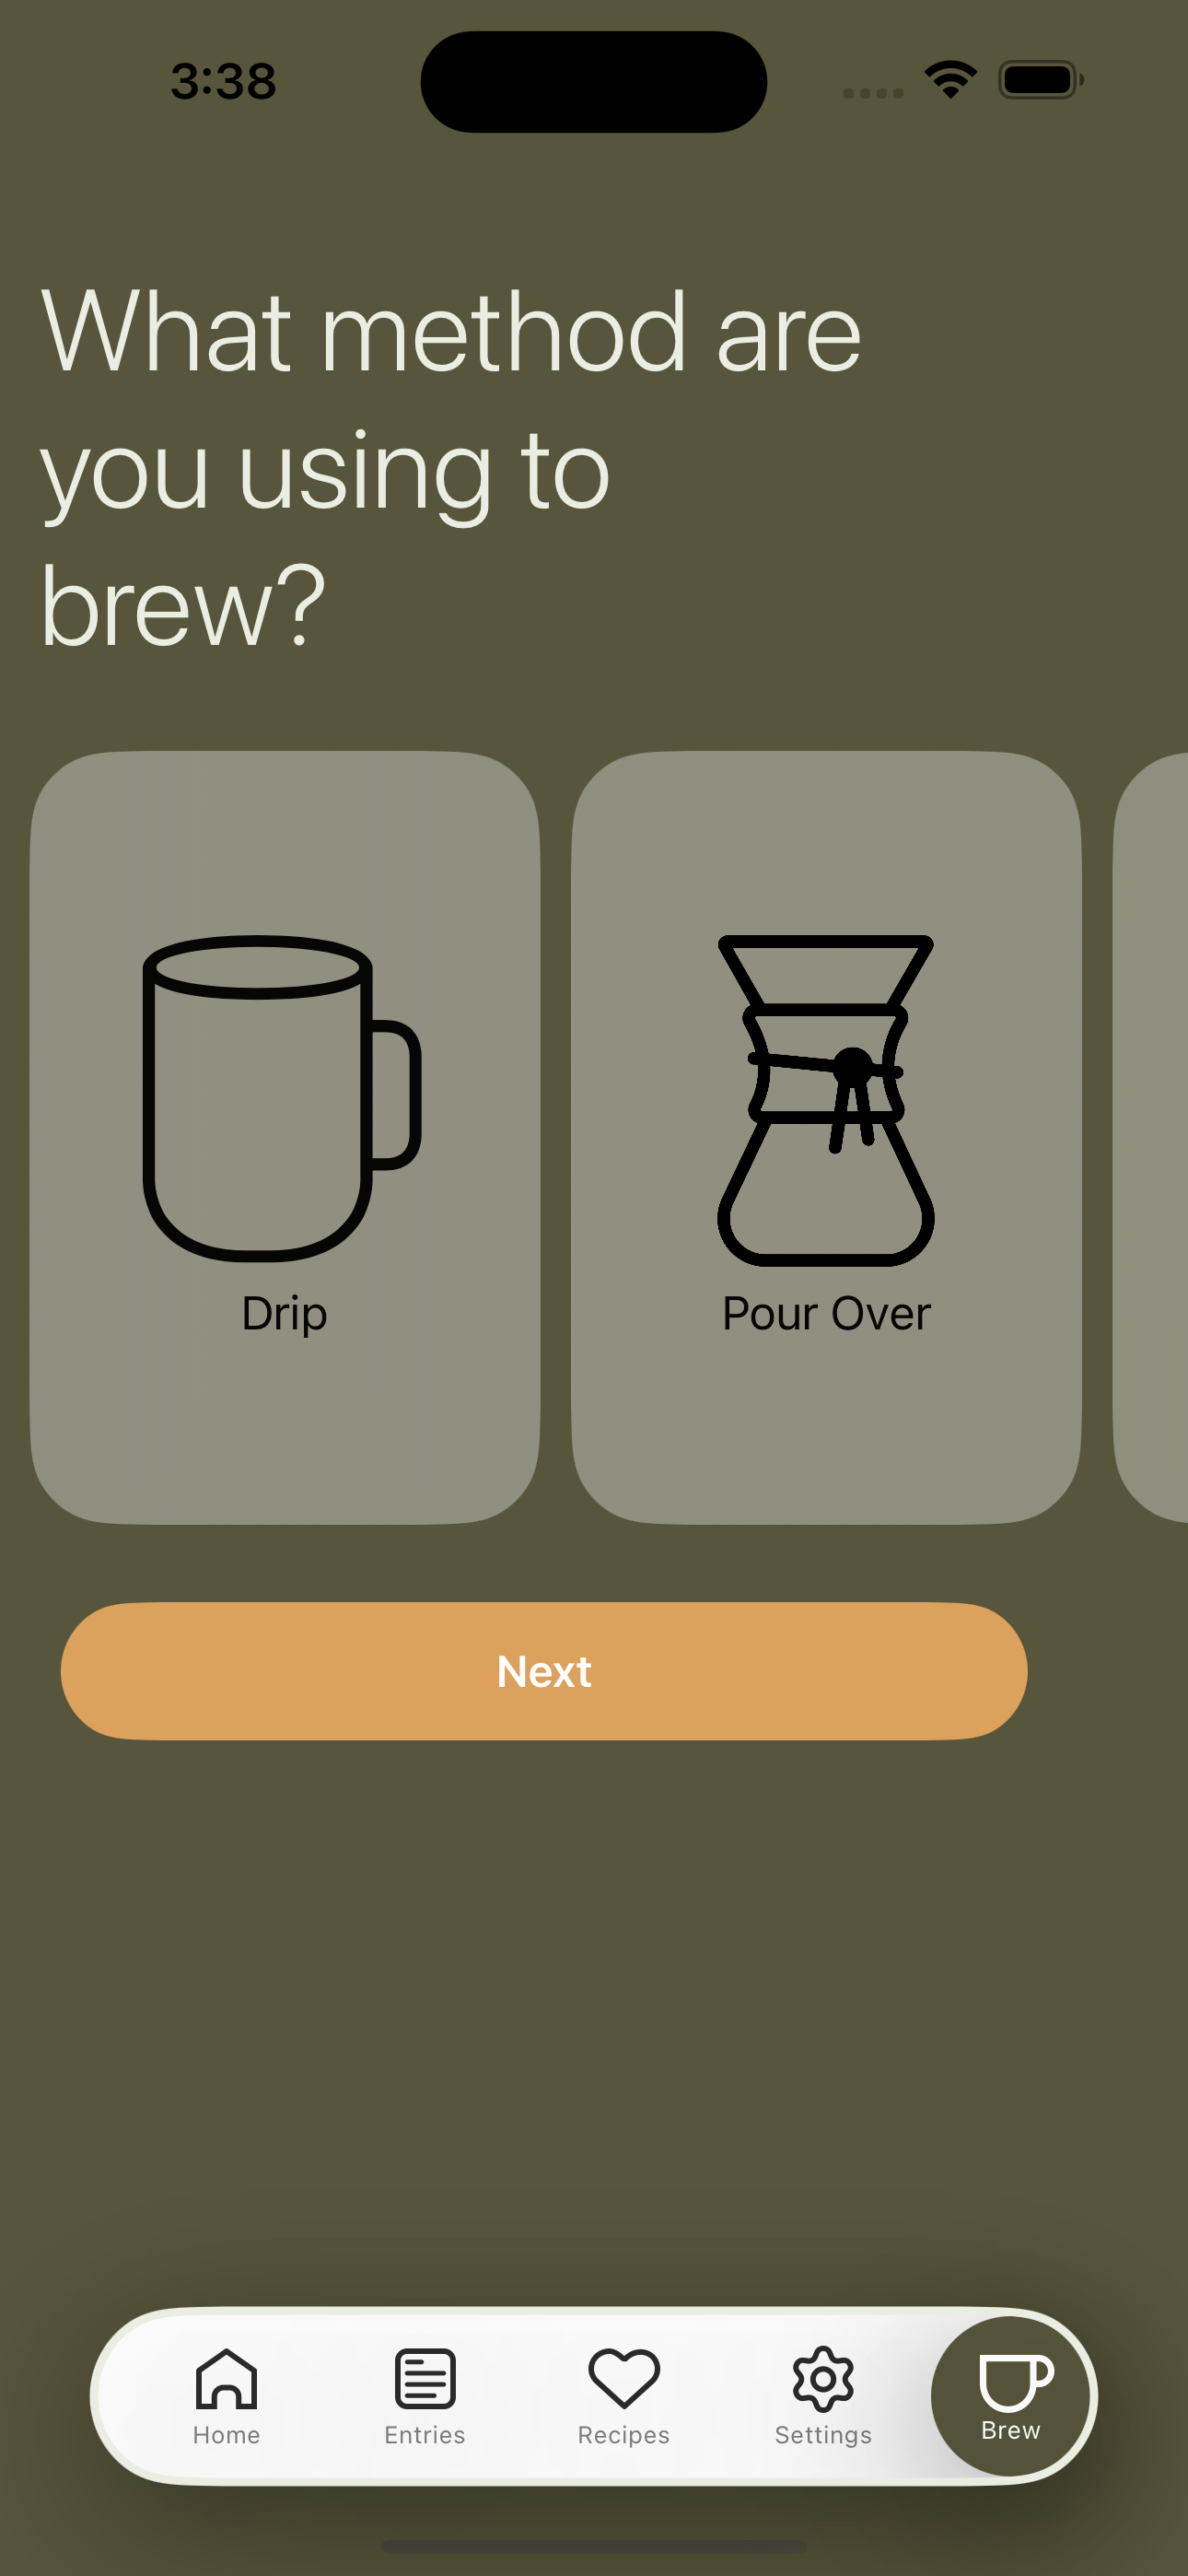 3:38
What method are
you using to
brew?
Drip
Pour Over
Next
Home
Entries
Recipes
Settings
Brew